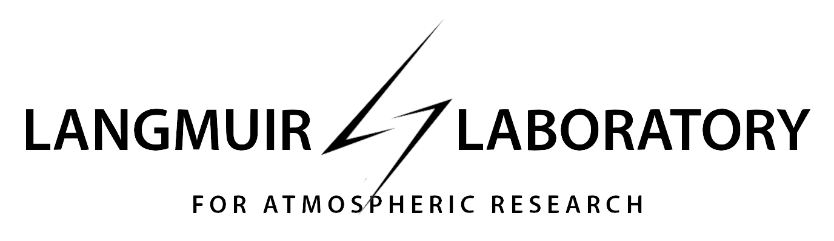 LANGMUIR LABORATORY
FOR ATMOSPHERIC RESEARCH